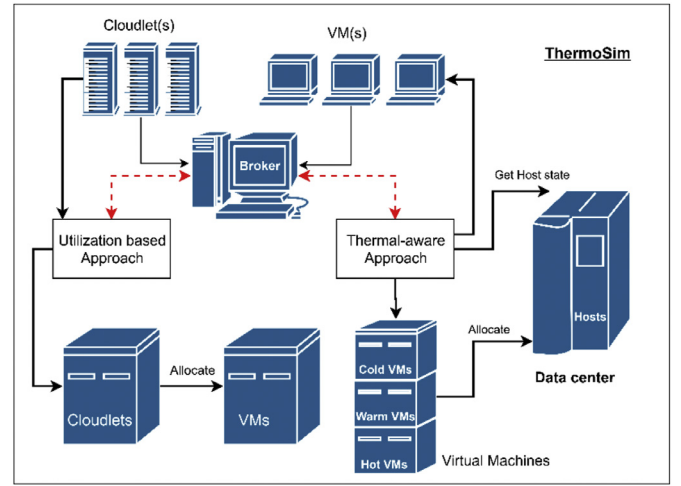 Cloudlet(s)
VM(s)
ThermoSim
Broker
Get Host state
Utilization based
Approach
Thermal-aware
Approach
Hosts
Allocate
Allocate
Cold VMs
Data center
Cloudlets
VMs
Warm VMs
Hot VMs
Virtual Machines